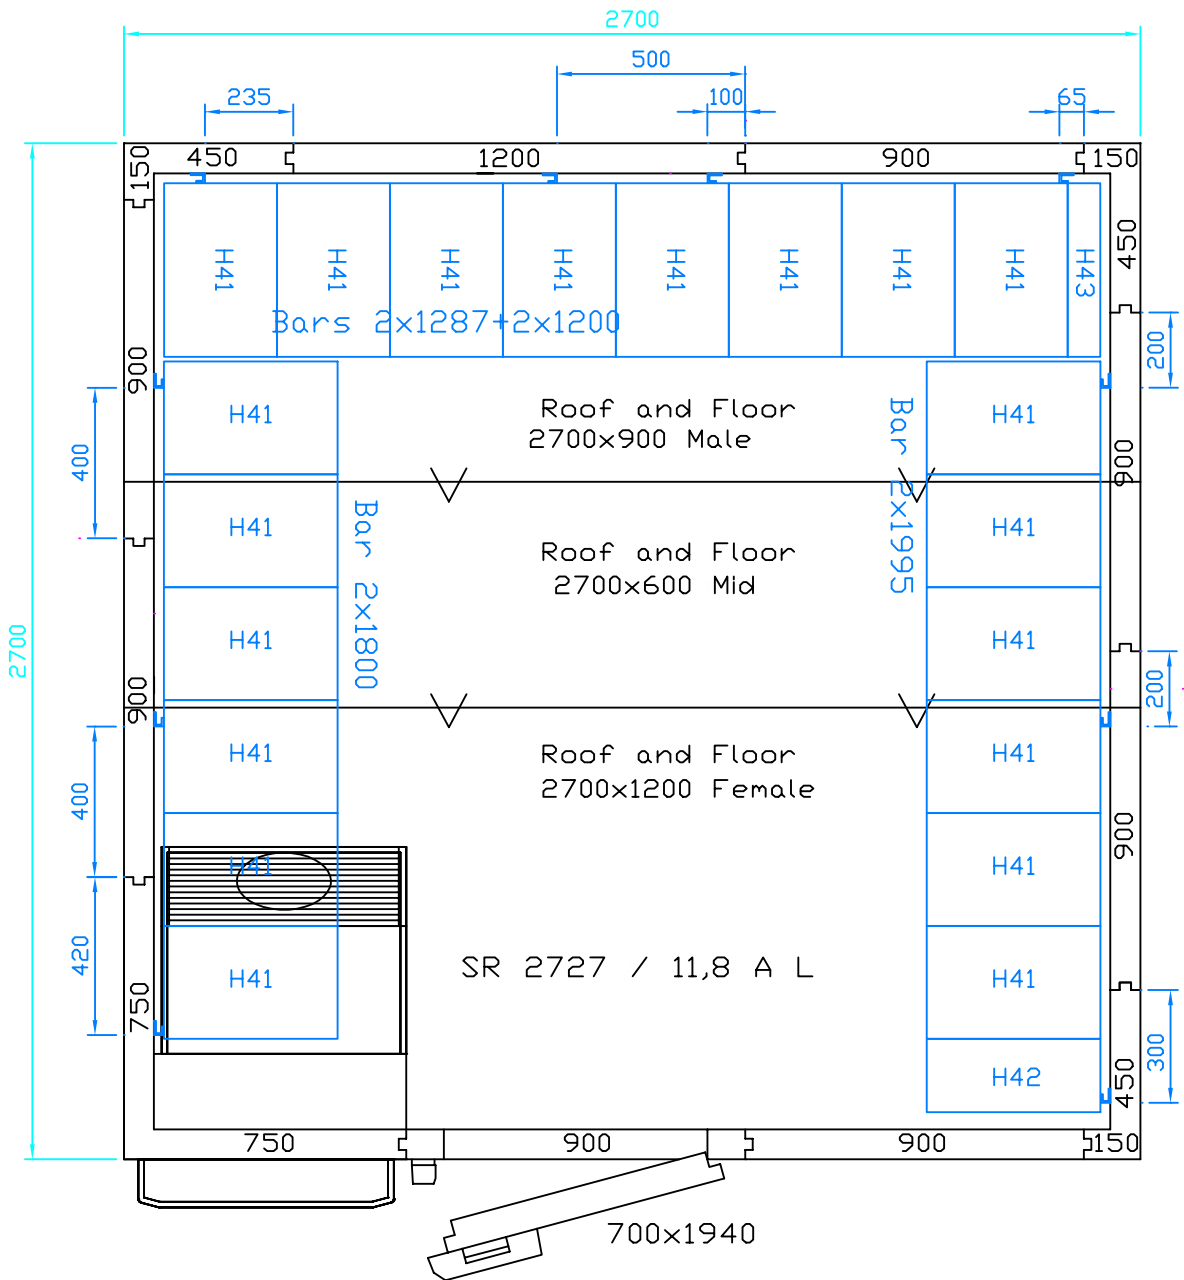 2700
500
235
100
65
450
1200
900
150
150
450
H41
H41
H41
H41
H41
H41
H41
H41
H43
Bars 2x1287+2x1200
200
900
H41
Roof and Floor
2700x900 Male
Bar 2x1995
H41
400
900
H41
Bar 2x1800
H41
Roof and Floor
2700x600 Mid
H41
H41
2700
900
200
H41
Roof and Floor
2700x1200 Female
H41
400
900
H41
H41
420
H41
SR 2727 / 11,8 A L
H41
750
300
H42
450
750
900
900
150
700x1940